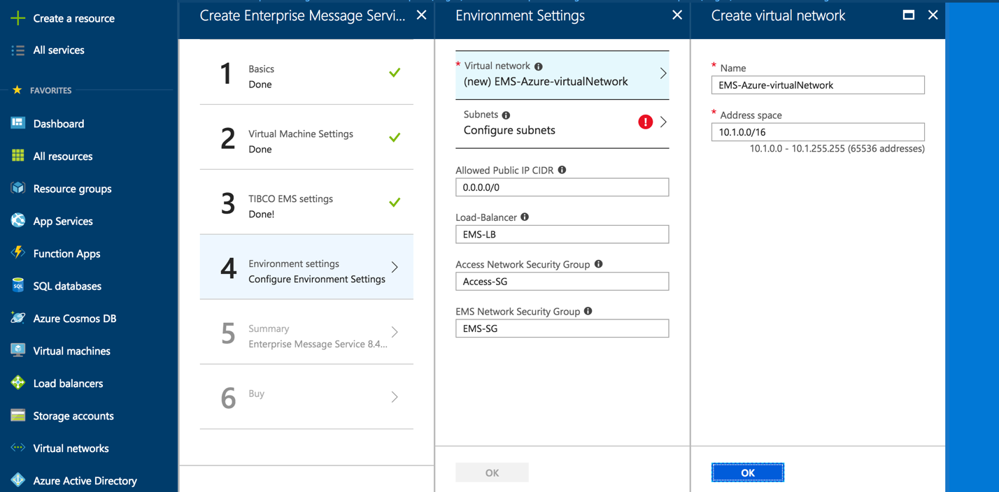 Create a resource
All services
FAVORITES
Dashboard
All resources
Resource groups
App Services
Function Apps
SQL databases
Azure Cosmos DB
Virtual machines
Load balancers
Storage accounts
Virtual networks
Azure Active Directory
Create Enterprise Message Servi...
1
Basics
Done
2
Virtual Machine Settings
Done
3
TIBCO EMS settings
Done!
4
Environment settings
Configure Environment Settings
5
Summary
Enterprise Message Service 8.4...
6
Buy
Environment Settings
* Virtual network
(new) EMS-Azure-virtualNetwork
Subnets
Configure subnets
Allowed Public IP CIDR
0.0.0.0/0
Load-Balancer
EMS-LB
Access Network Security Group
Access-SG
EMS Network Security Group
EMS-SG
OK
Create virtual network
* Name
EMS-Azure-virtualNetwork
* Address space
10.1.0.0/16
10.1.0.0 - 10.1.255.255 (65536 addresses)
OK